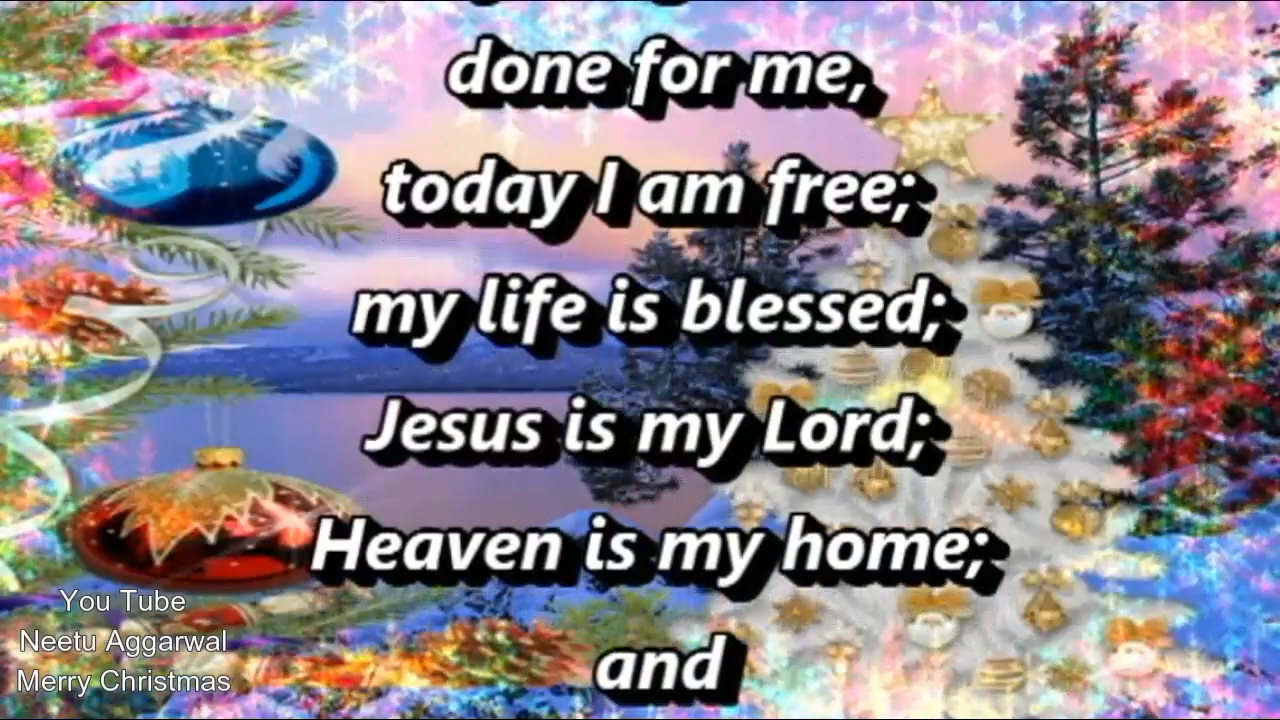 done for me,
today I am free;
my life is blessed;
Jesus is my Lord;
Heaven is my home;
and
You Tube
Neetu Aggarwal
Merry Christmas